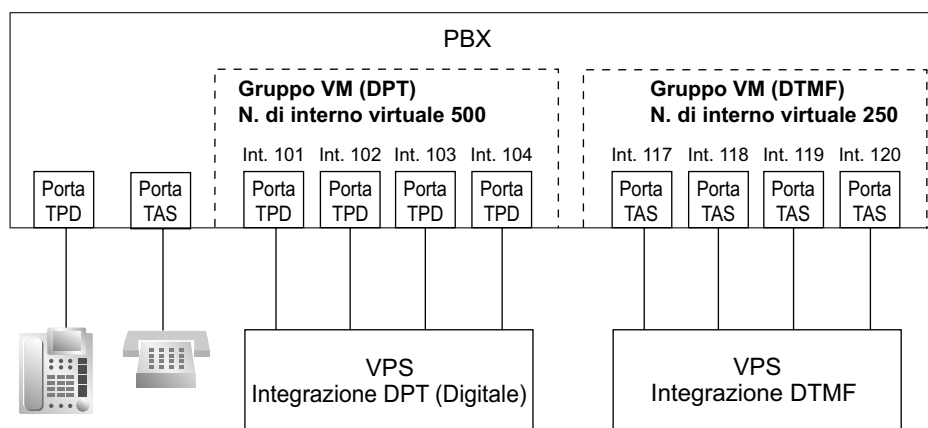 PBX
Gruppo VM (DPT)
N. di interno virtuale 500
Gruppo VM (DTMF)
N. di interno virtuale 250
Int. 101 Int. 102 Int. 103 Int. 104
Int. 117 Int. 118 Int. 119 Int. 120
Porta
TPD
Porta
TAS
Porta
TPD
Porta
TPD
Porta
TPD
Porta
TPD
Porta
TAS
Porta
TAS
Porta
TAS
Porta
TAS
VPS
Integrazione DPT (Digitale)
VPS
Integrazione DTMF